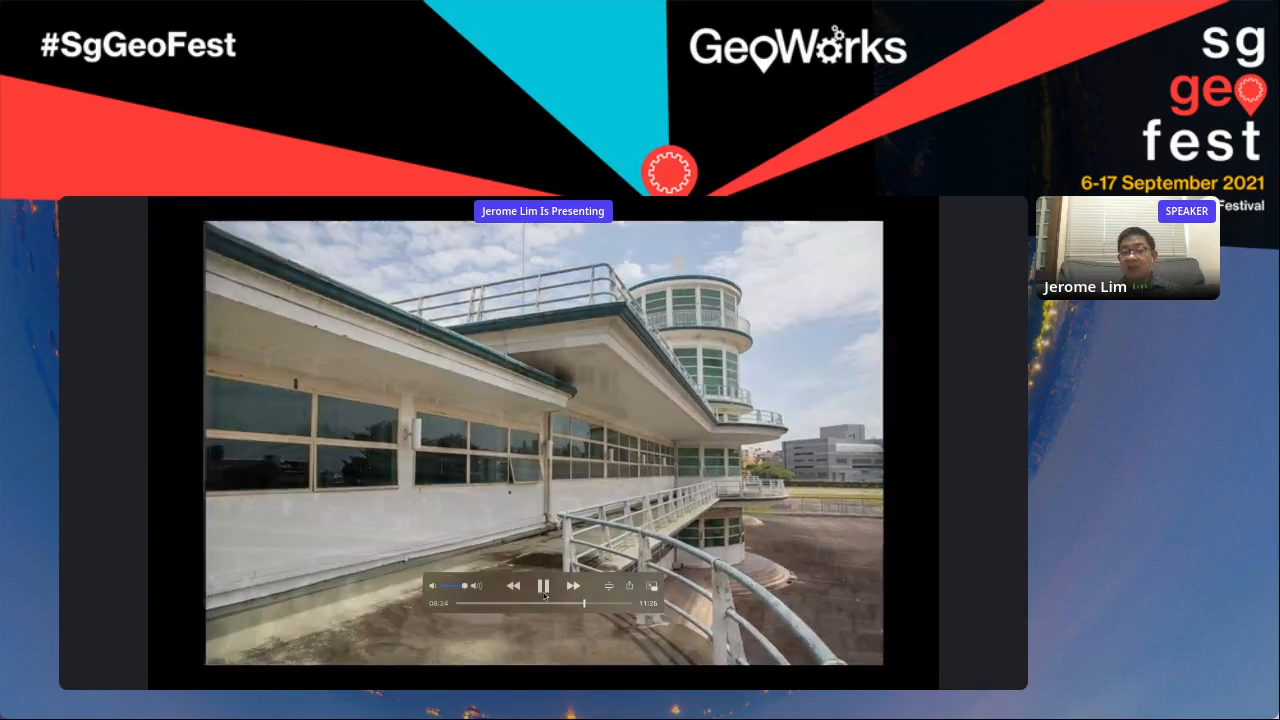 #SgGeoFest
GeoWorks
sg
geo
fest
6-17 September 2021
Festival
Jerome Lim Is Presenting
SPEAKER
Jerome Lim
08:24
11:25